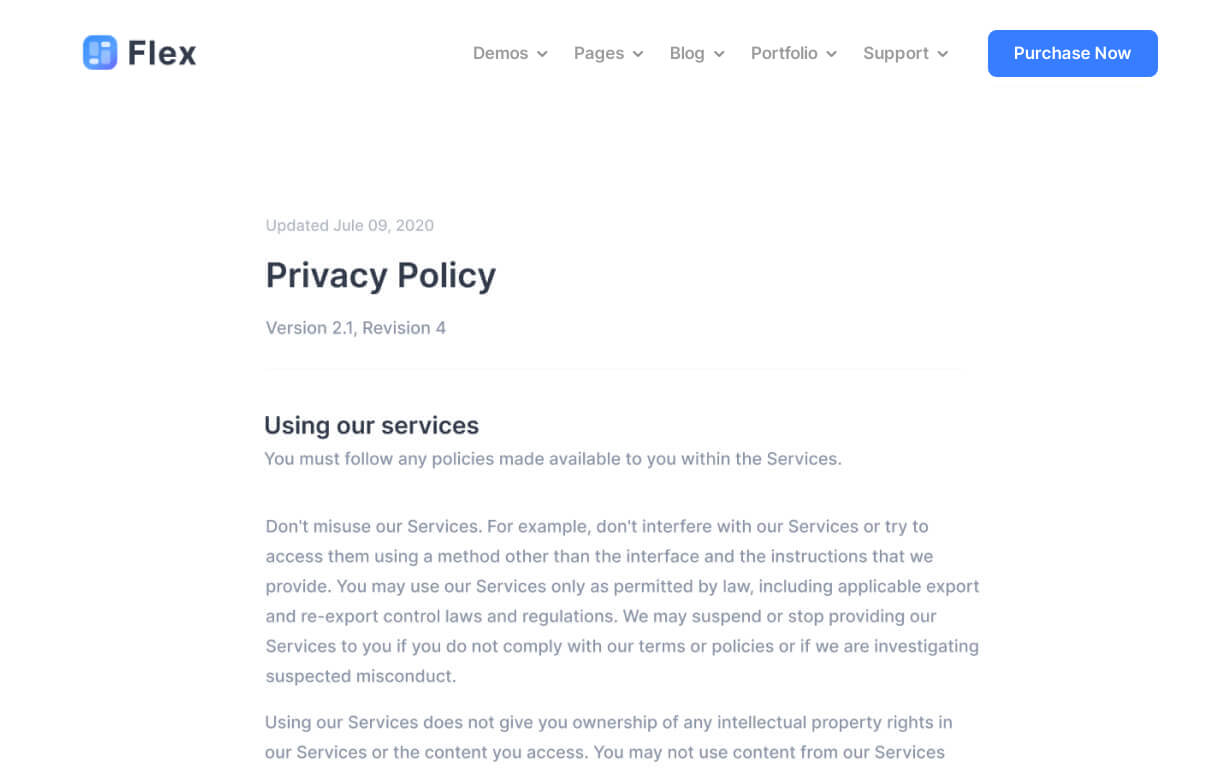 Flex
Demos Pages Blog Portfolio Support Purchase Now
Updated Jule 09, 2020
Privacy Policy
Version 2.1, Revision 4
Using our services
You must follow any policies made available to you within the Services.
Don't misuse our Services. For example, don't interfere with our Services or try to
access them using a method other than the interface and the instructions that we
provide. You may use our Services only as permitted by law, including applicable export
and re-export control laws and regulations. We may suspend or stop providing our
Services to you if you do not comply with our terms or policies or if we are investigating
suspected misconduct.
Using our Services does not give you ownership of any intellectual property rights in
our Services or the content you access. You may not use content from our Services